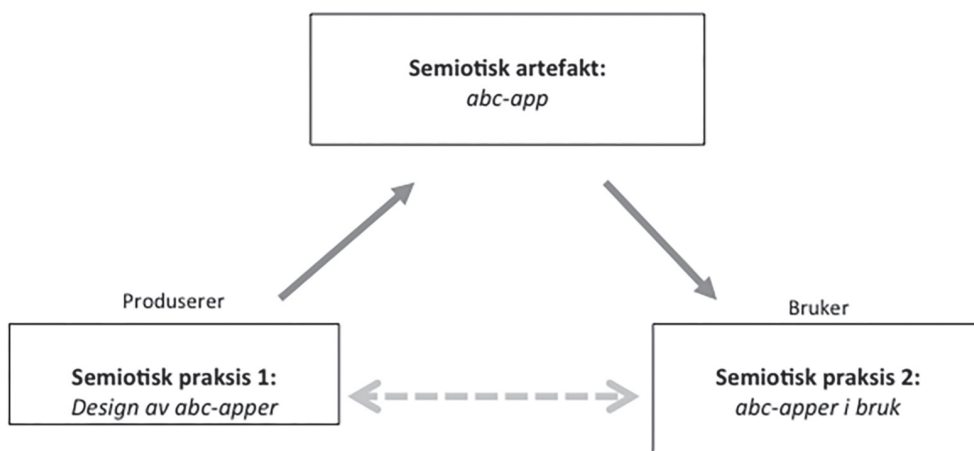 Semiotisk artefakt:
abc-app
Produserer
Bruker
Semiotisk praksis 1:
Design av abc-apper
Semiotisk praksis 2:
abc-apper i bruk